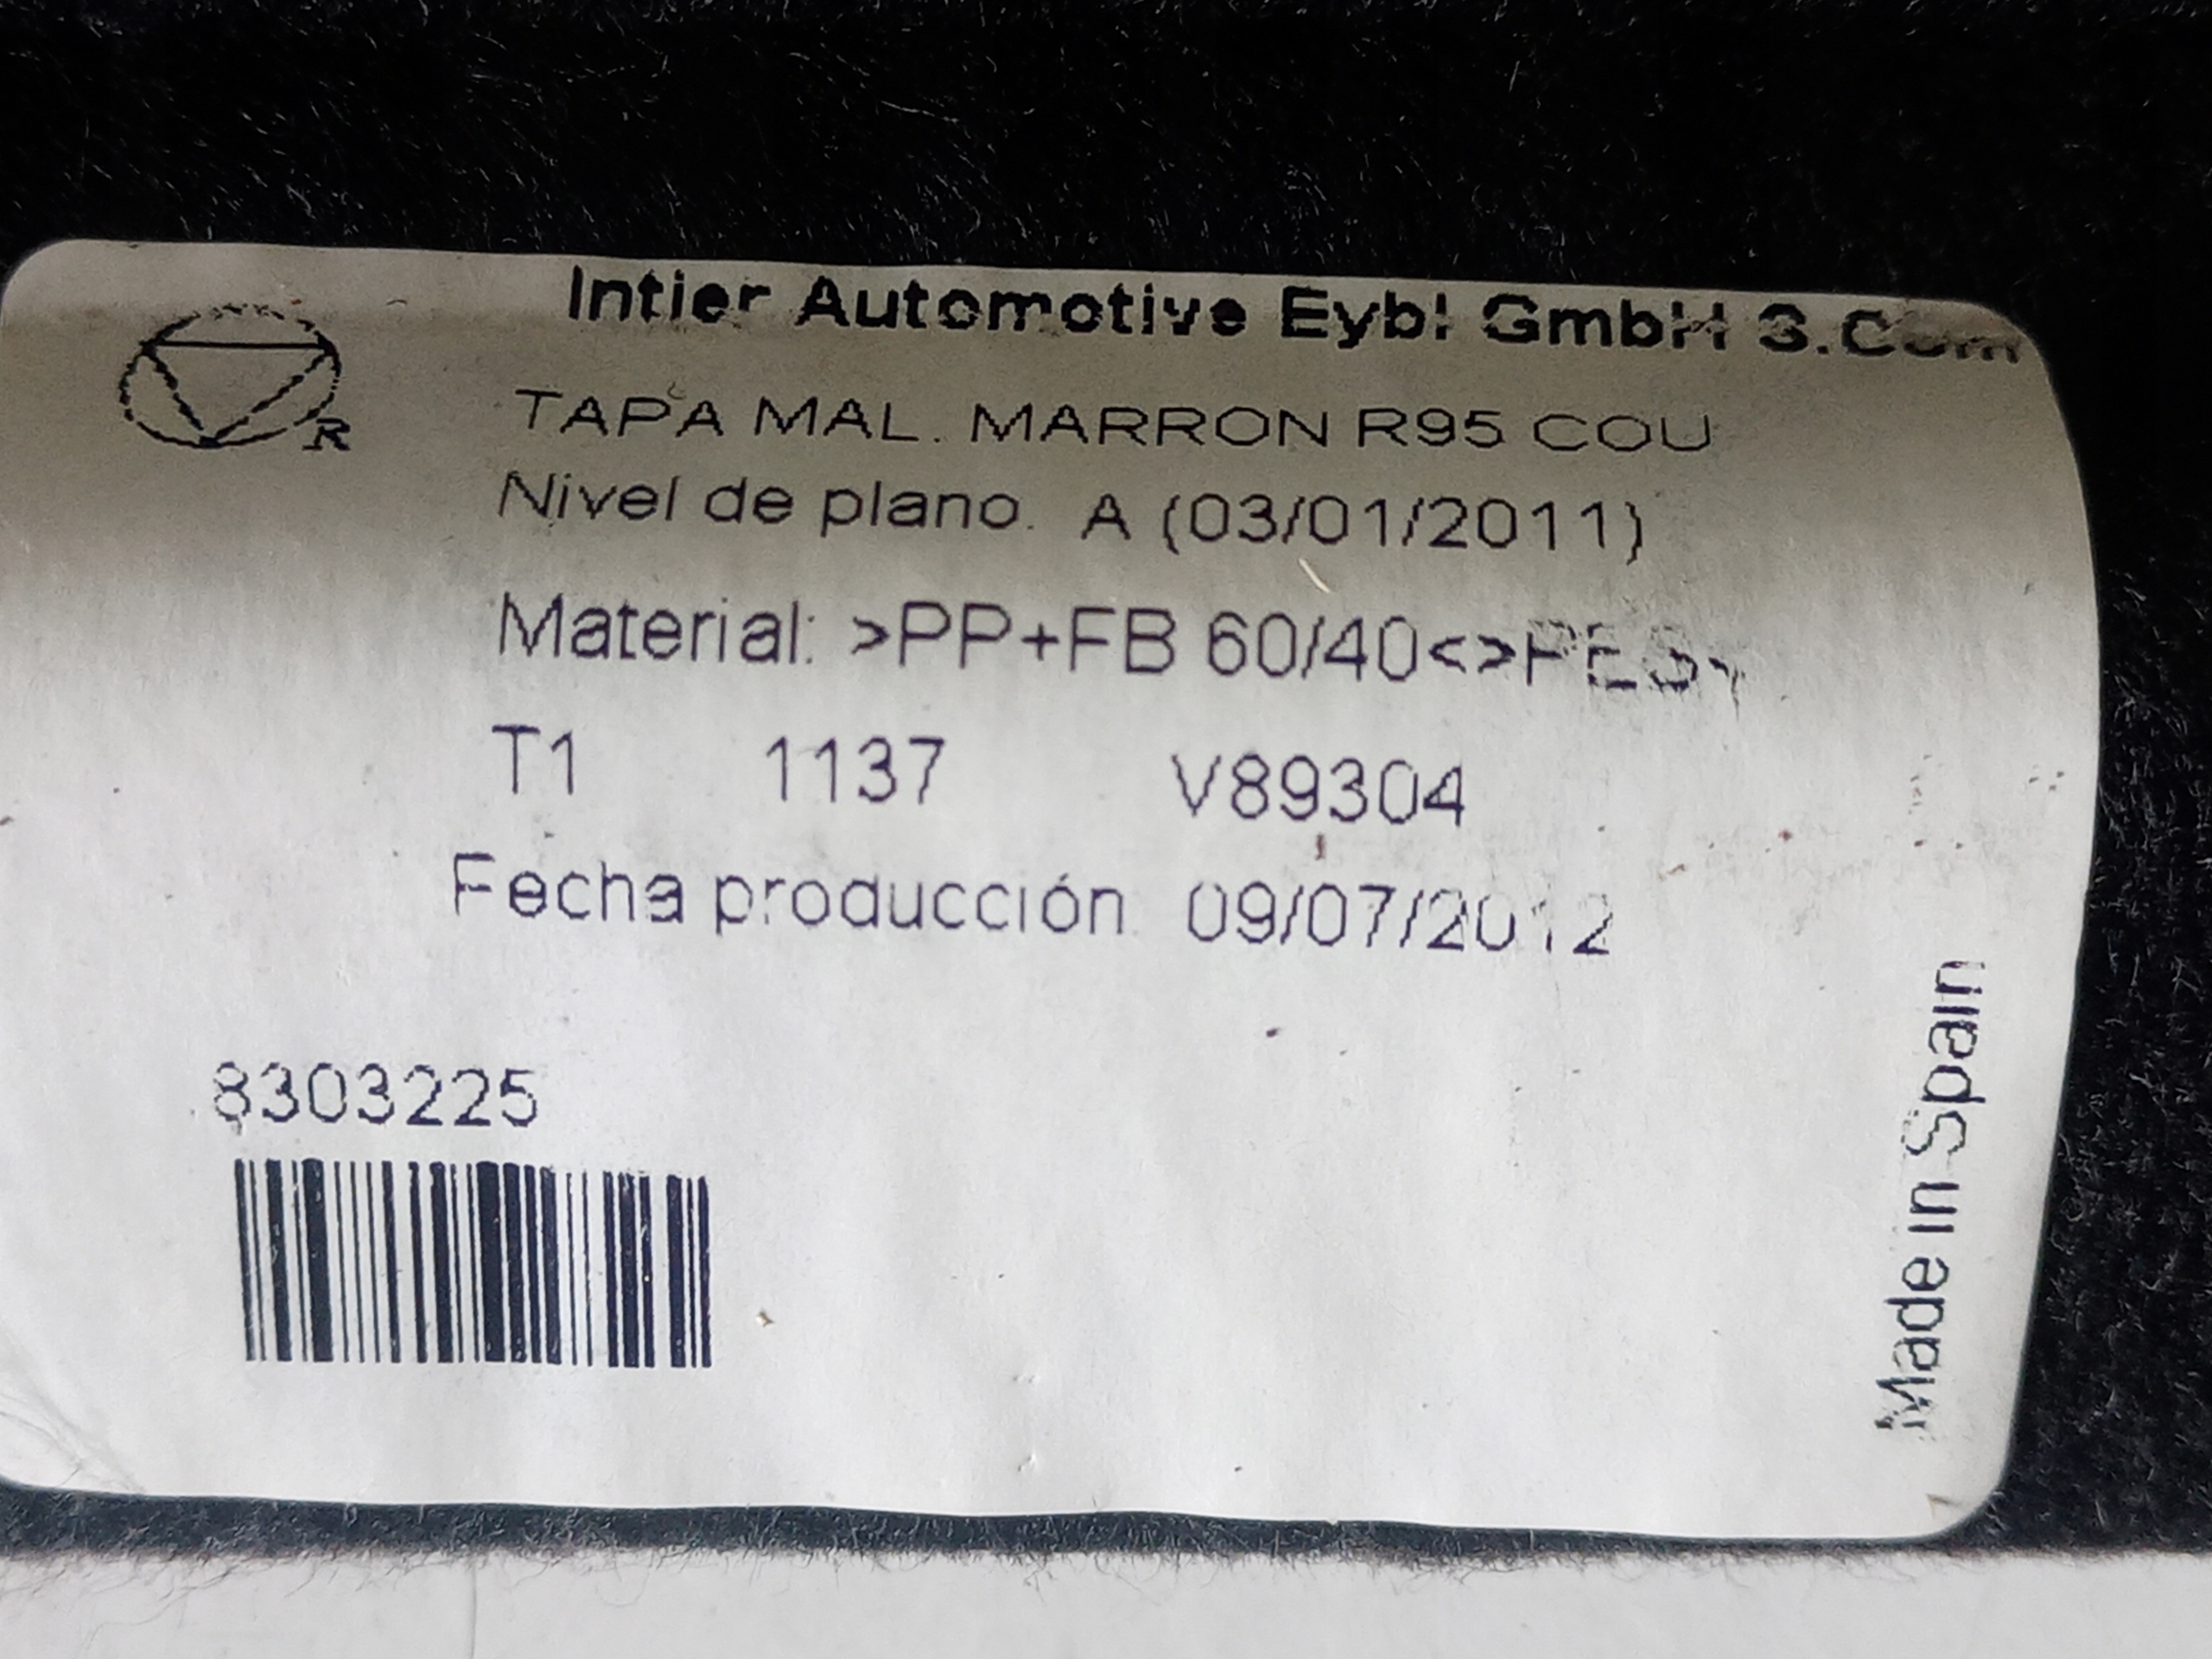 Intier Automotive Eybl GmbH S.Com
R
TAPA MAL. MARRON R95 COU
Nivel de plano. A (03/01/2011)
Material: >PP+FB 60/40<>PES<
T1 1137 V89304
Fecha producción 09/07/2012
8303225
Made in Spain